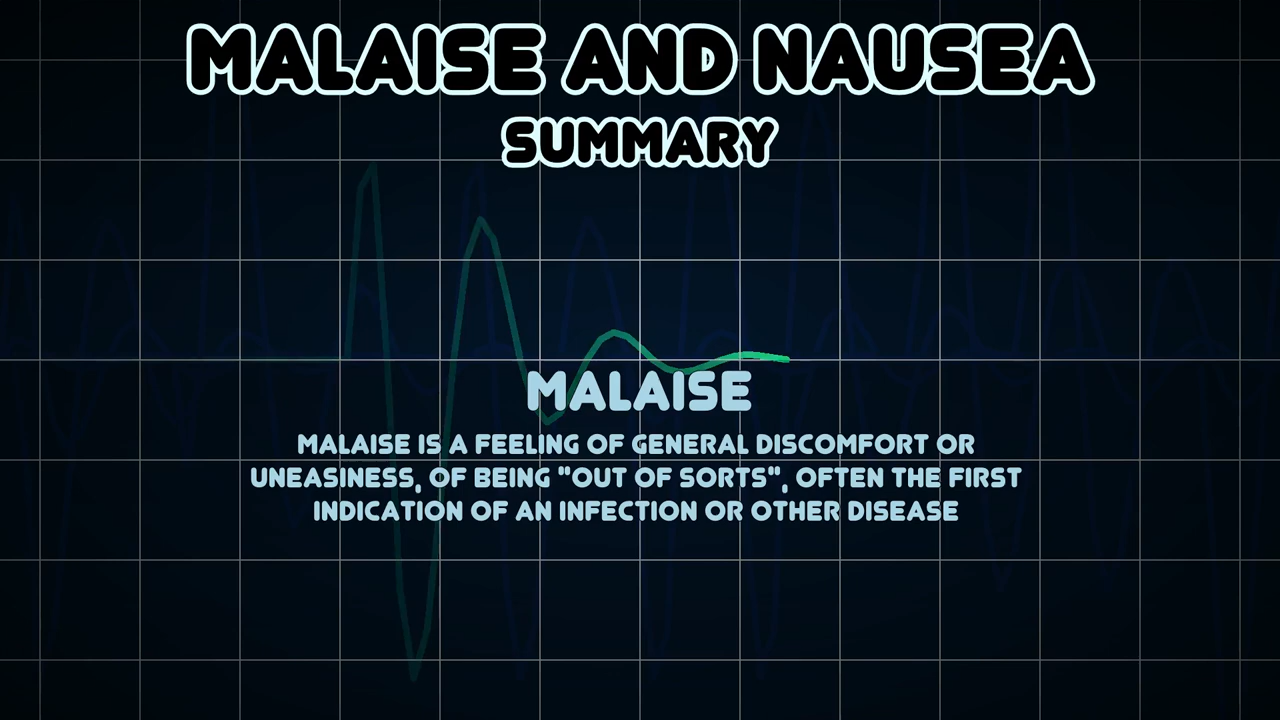 MALAISE AND NAUSEA
SUMMARY
MALAISE
MALAISE IS A FEELING OF GENERAL DISCOMFORT OR
UNEASINESS, OF BEING "OUT OF SORTS", OFTEN THE FIRST
INDICATION OF AN INFECTION OR OTHER DISEASE